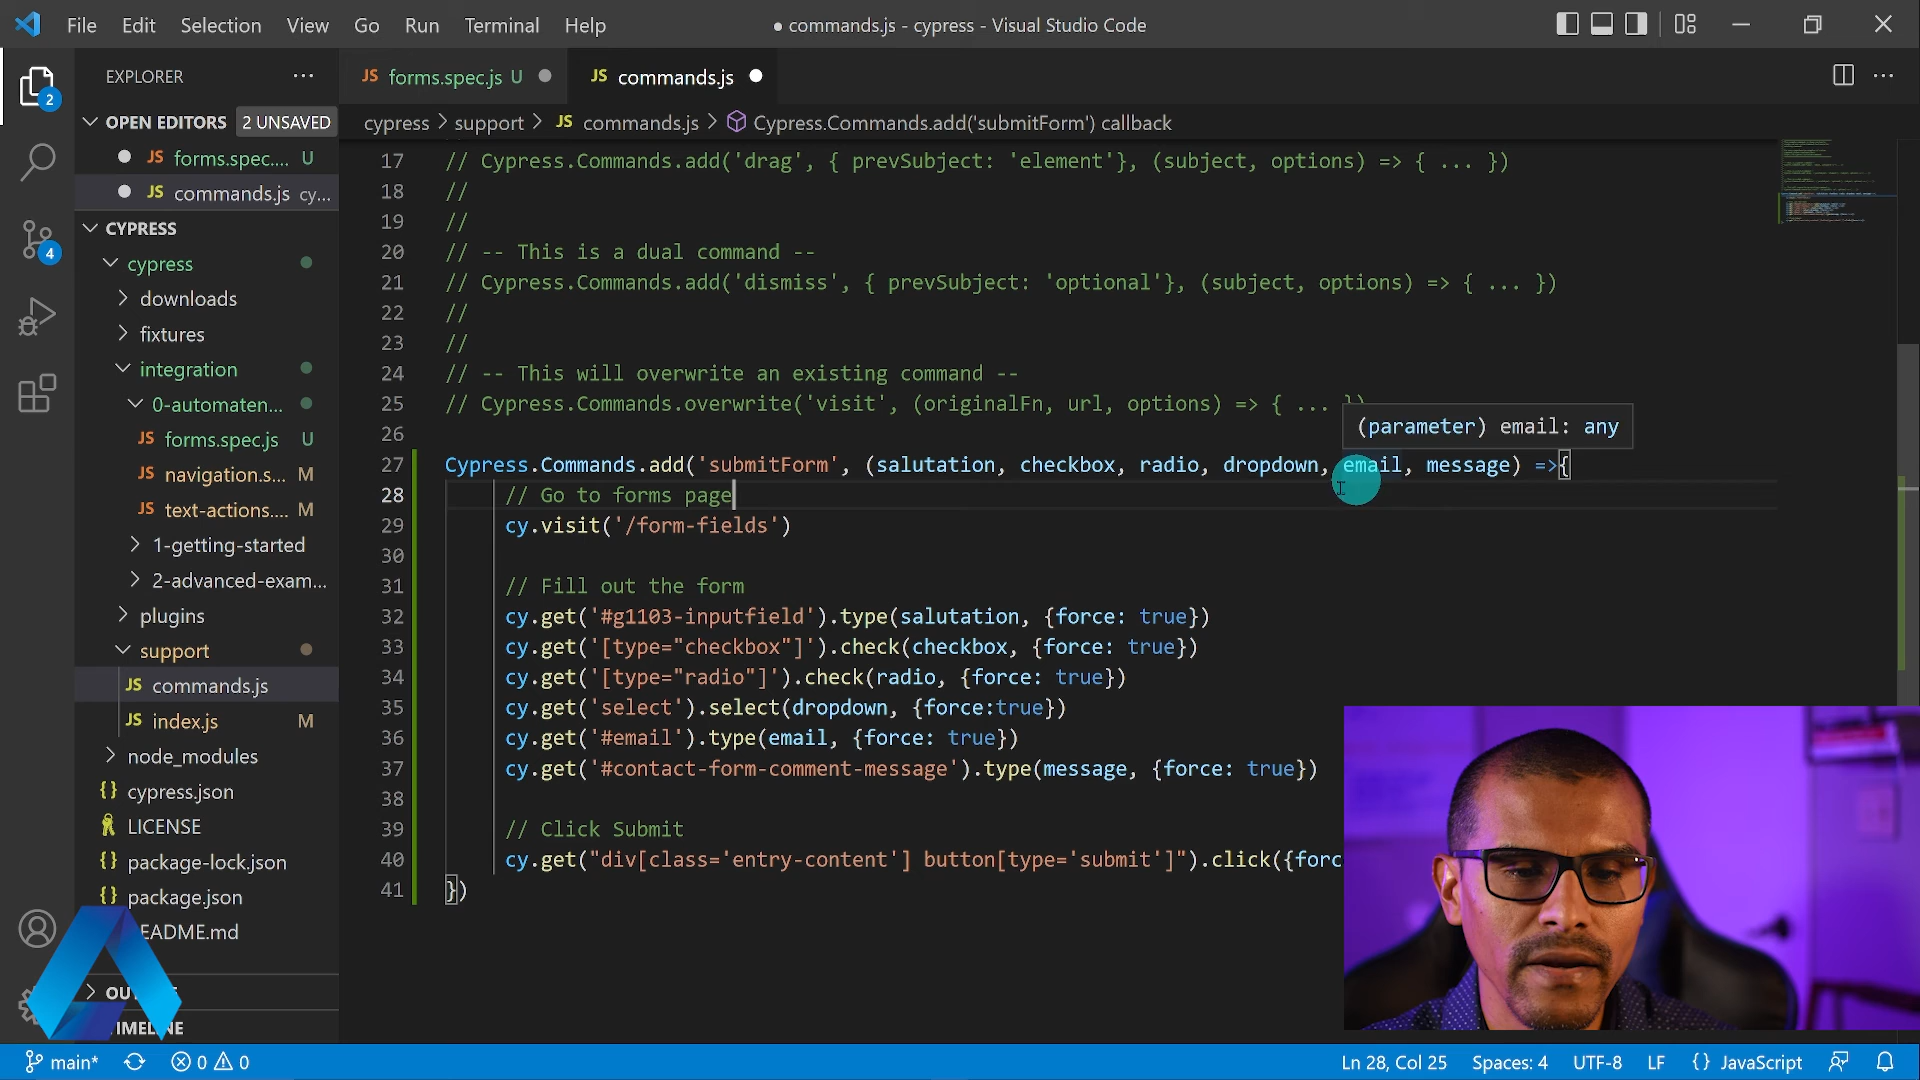 File Edit Selection View Go Run Terminal Help
● commands.js - cypress - Visual Studio Code
EXPLORER ...
forms.spec.js U
commands.js
2
OPEN EDITORS 2 UNSAVED
cypress > support > JS commands.js > Cypress.Commands.add('submitForm') callback
JS forms.spec.... U
JS commands.js cy...
4
CYPRESS
cypress
downloads
fixtures
integration
0-automaten...
JS forms.spec.js U
JS navigation.s... M
JS text-actions.... M
1-getting-started
2-advanced-exam...
plugins
support
JS commands.js
JS index.js M
node_modules
{} cypress.json
LICENSE
{} package-lock.json
{} package.json
EADME.md
OU
TIMELINE
17 // Cypress.Commands.add('drag', { prevSubject: 'element'}, (subject, options) => { ... })
18 //
19 //
20 // -- This is a dual command --
21 // Cypress.Commands.add('dismiss', { prevSubject: 'optional'}, (subject, options) => { ... })
22 //
23 //
24 // -- This will overwrite an existing command --
25 // Cypress.Commands.overwrite('visit', (originalFn, url, options) => { ... })
(parameter) email: any
26
27 Cypress.Commands.add('submitForm', (salutation, checkbox, radio, dropdown, email, message) =>{
28 // Go to forms page
29 cy.visit('/form-fields')
30
31 // Fill out the form
32 cy.get('#g1103-inputfield').type(salutation, {force: true})
33 cy.get('[type="checkbox"]').check(checkbox, {force: true})
34 cy.get('[type="radio"]').check(radio, {force: true})
35 cy.get('select').select(dropdown, {force:true})
36 cy.get('#email').type(email, {force: true})
37 cy.get('#contact-form-comment-message').type(message, {force: true})
38
39 // Click Submit
40 cy.get("div[class='entry-content'] button[type='submit']").click({forc
41 })
main* 0 0 Ln 28, Col 25 Spaces: 4 UTF-8 LF {} JavaScript